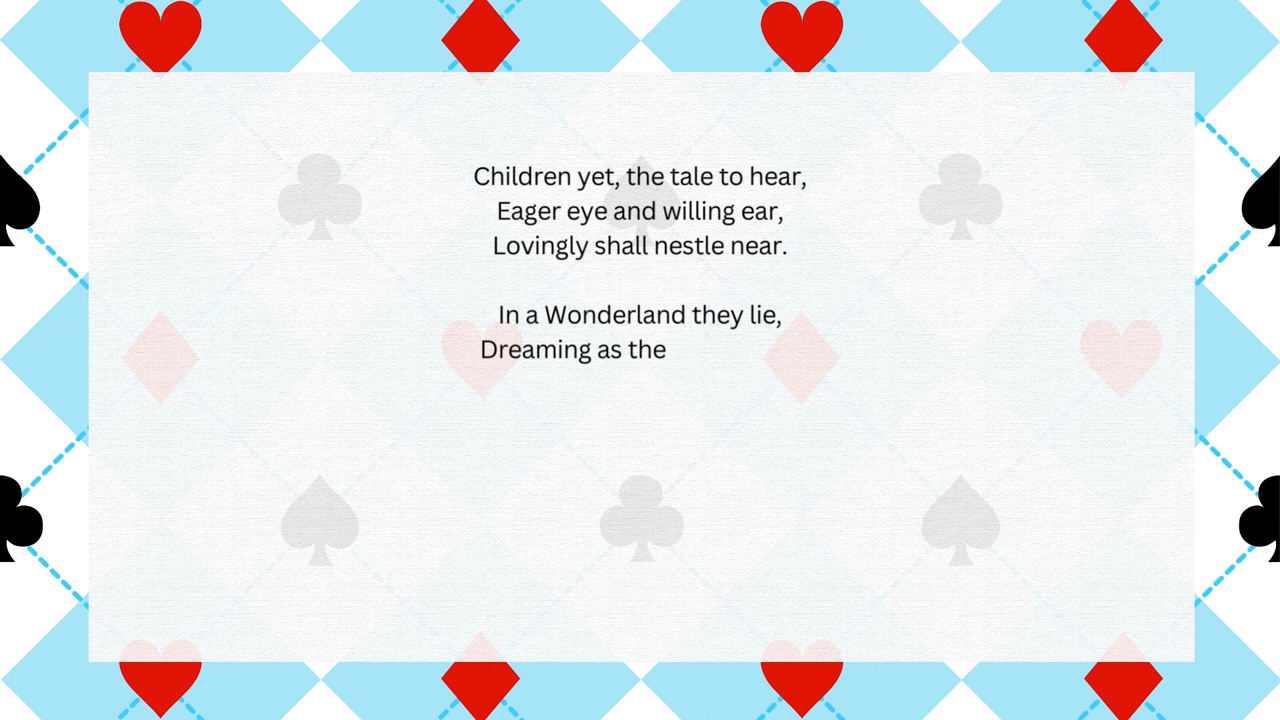 Children yet, the tale to hear,
Eager eye and willing ear,
Lovingly shall nestle near.
In a Wonderland they lie,
Dreaming as the